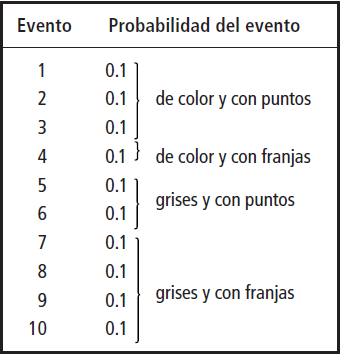 Evento Probabilidad del evento
1 0.1
2 0.1 de color y con puntos
3 0.1
4 0.1 de color y con franjas
5 0.1
grises y con puntos
6 0.1
7 0.1
8 0.1
grises y con franjas
9 0.1
10 0.1